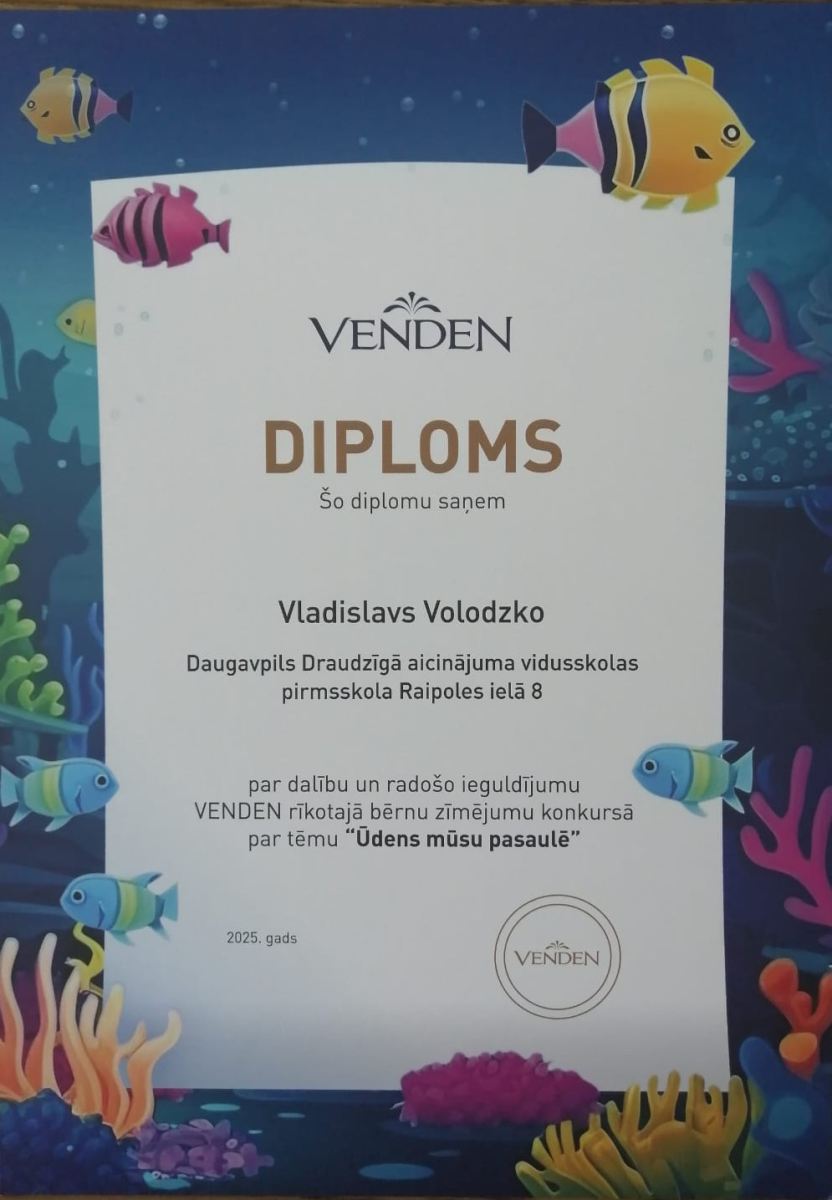 VENDEN
DIPLOMS
Šo diplomu saņem
Vladislavs Volodzko
Daugavpils Draudzīgā aicinājuma vidusskolas
pirmsskola Raipoles ielā 8
par dalību un radošo ieguldījumu
VENDEN rīkotajā bērnu zīmējumu konkursā
par tēmu “Ūdens mūsu pasaulē”
2025. gads
VENDEN